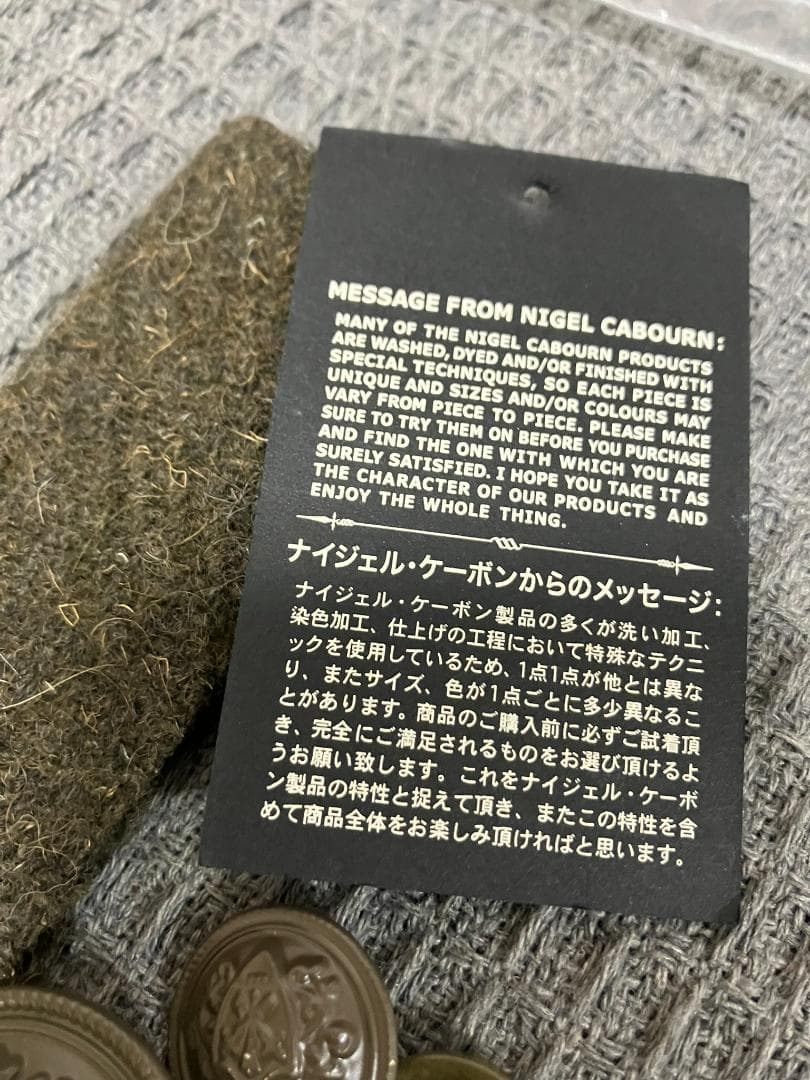 MESSAGE FROM NIGEL CABOURN:
MANY OF THE NIGEL CABOURN PRODUCTS
ARE WASHED, DYED AND/OR FINISHED WITH
SPECIAL TECHNIQUES, SO EACH PIECE IS
UNIQUE AND SIZES AND/OR COLOURS MAY
VARY FROM PIECE TO PIECE. PLEASE MAKE
SURE TO TRY THEM ON BEFORE YOU PURCHASE
AND FIND THE ONE WITH WHICH YOU ARE
SURELY SATISFIED. I HOPE YOU TAKE IT AS
THE CHARACTER OF OUR PRODUCTS AND
ENJOY THE WHOLE THING.
ナイジェル・ケーボンからのメッセージ:
ナイジェル・ケーボン製品の多くが洗い加工、
染色加工、仕上げの工程において特殊なテクニ
ックを使用しているため、1点1点が他とは異な
り、またサイズ、色が1点ごとに多少異なるこ
とがあります。商品のご購入前に必ずご試着頂
き、完全にご満足されるものをお選び頂けるよ
うお願い致します。これをナイジェル・ケーボ
ン製品の特性と捉えて頂き、またこの特性を含
めて商品全体をお楽しみ頂ければと思います。